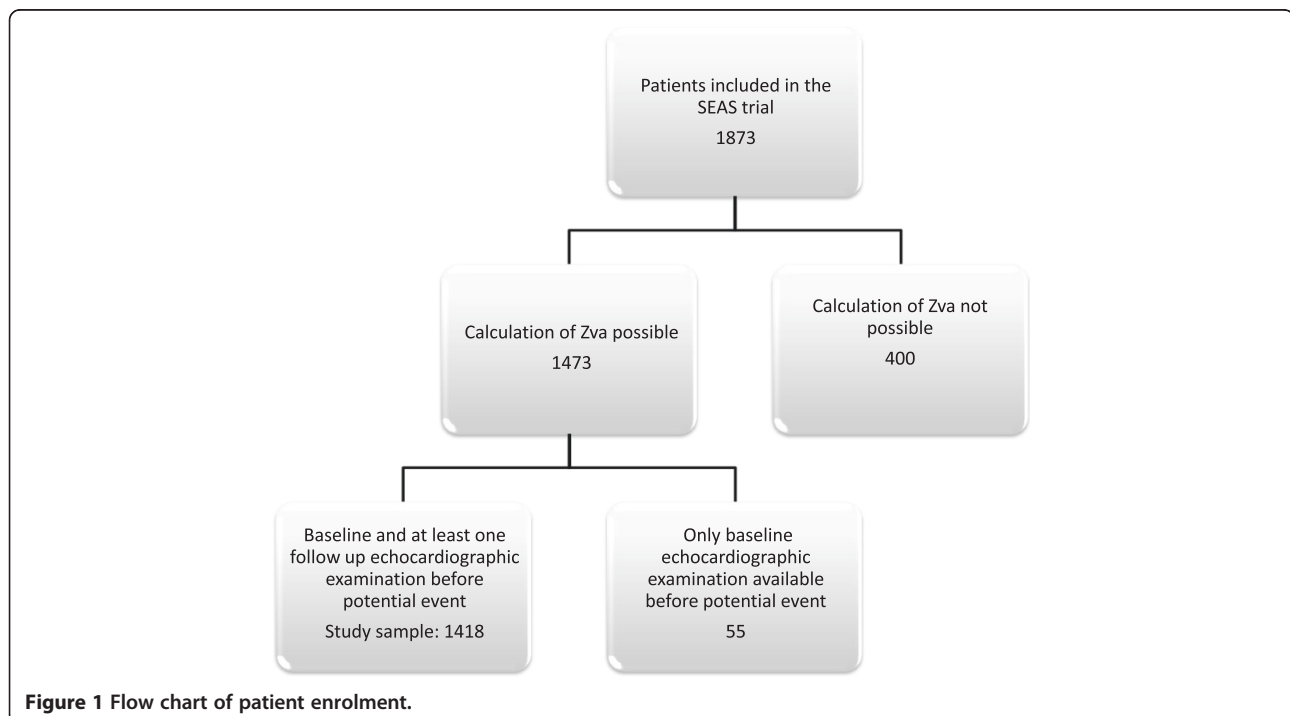 Patients included in the
SEAS trial
1873
Calculation of Zva possible
1473
Calculation of Zva not
possible
400
Baseline and at least one
follow up echocardiographic
examination before
potential event
Study sample: 1418
Only baseline
echocardiographic
examination available
before potential event
55
Figure 1 Flow chart of patient enrolment.